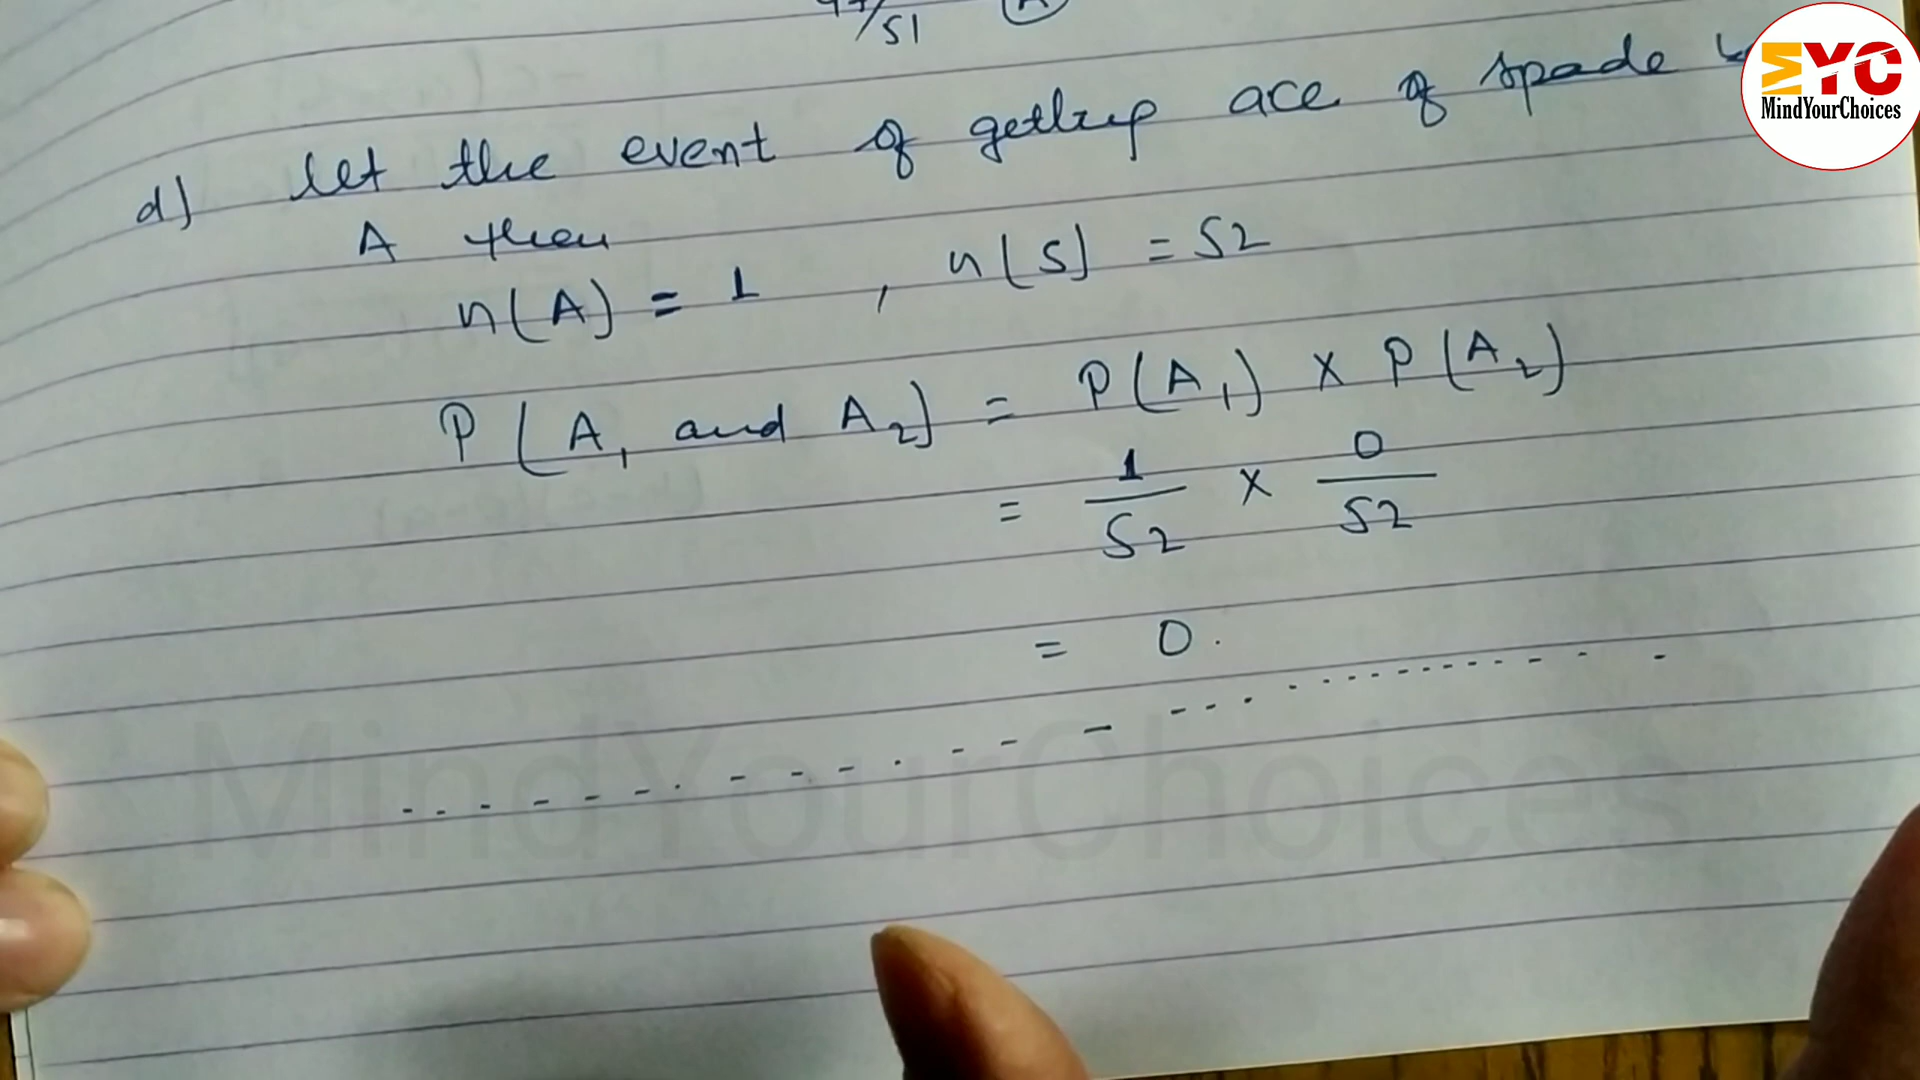 /51 A
MYC
MindYourChoices
d) Let the event of getting ace of spade
A then
n(A) = 1 , n(S) = 52
P(A1 and A2) = P(A1) x P(A2)
= 1/52 x 0/52
= 0.
MindYourChoices